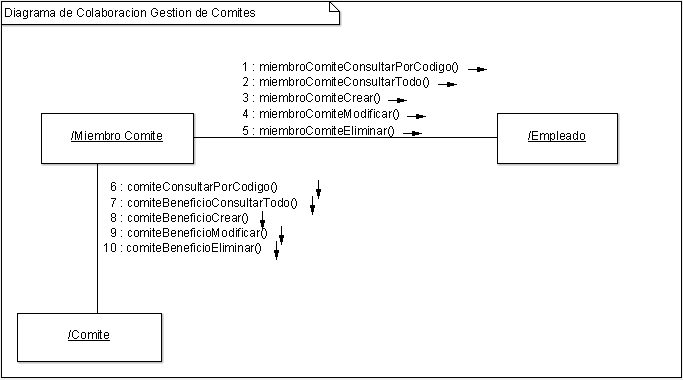 Diagrama de Colaboracion Gestion de Comites
1 : miembroComiteConsultarPorCodigo()
2 : miembroComiteConsultarTodo()
3 : miembroComiteCrear()
4 : miembroComiteModificar()
5 : miembroComiteEliminar()
/Miembro Comite
/Empleado
6 : comiteConsultarPorCodigo()
7 : comiteBeneficioConsultarTodo()
8 : comiteBeneficioCrear()
9 : comiteBeneficioModificar()
10 : comiteBeneficioEliminar()
/Comite